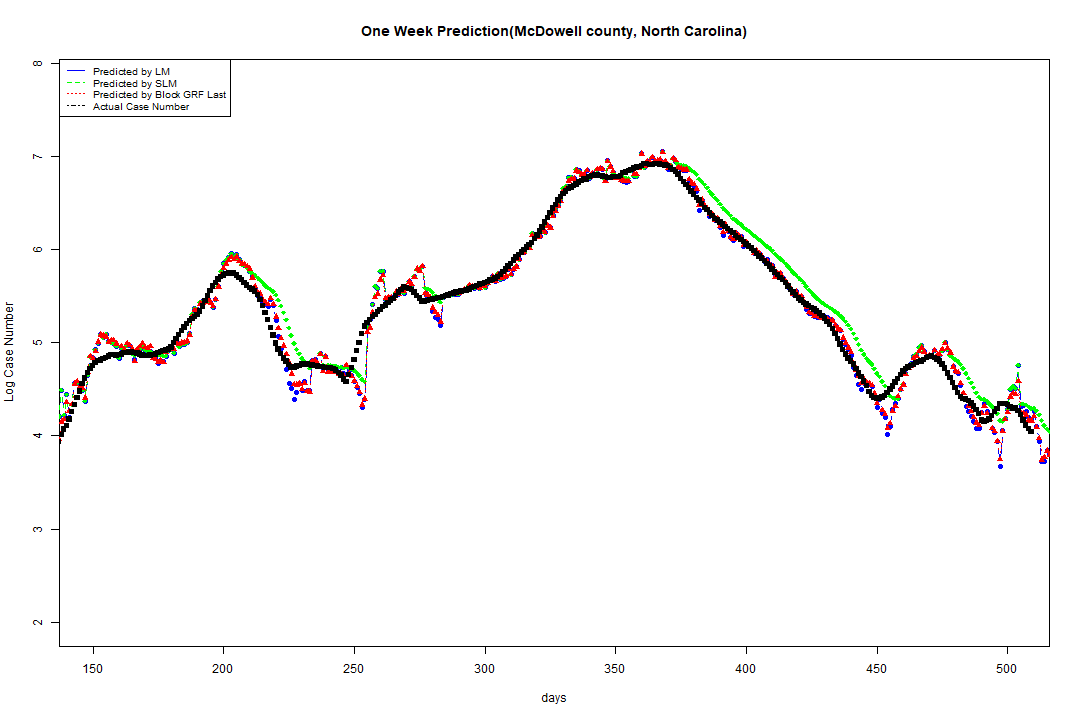 One Week Prediction(McDowell county, North Carolina)
Predicted by LM
Predicted by SLM
Predicted by Block GRF Last
Actual Case Number
Log Case Number
8
7
6
5
4
3
2
150 200 250 300 350 400 450 500
days